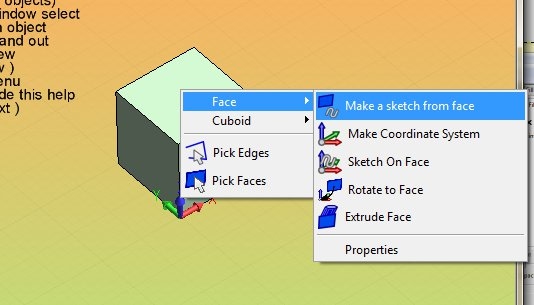 objects)
indow select
object
and out
ew
w )
enu
de this help
xt )
Face
Cuboid
Pick Edges
Pick Faces
Make a sketch from face
Make Coordinate System
Sketch On Face
Rotate to Face
Extrude Face
Properties
Y
X